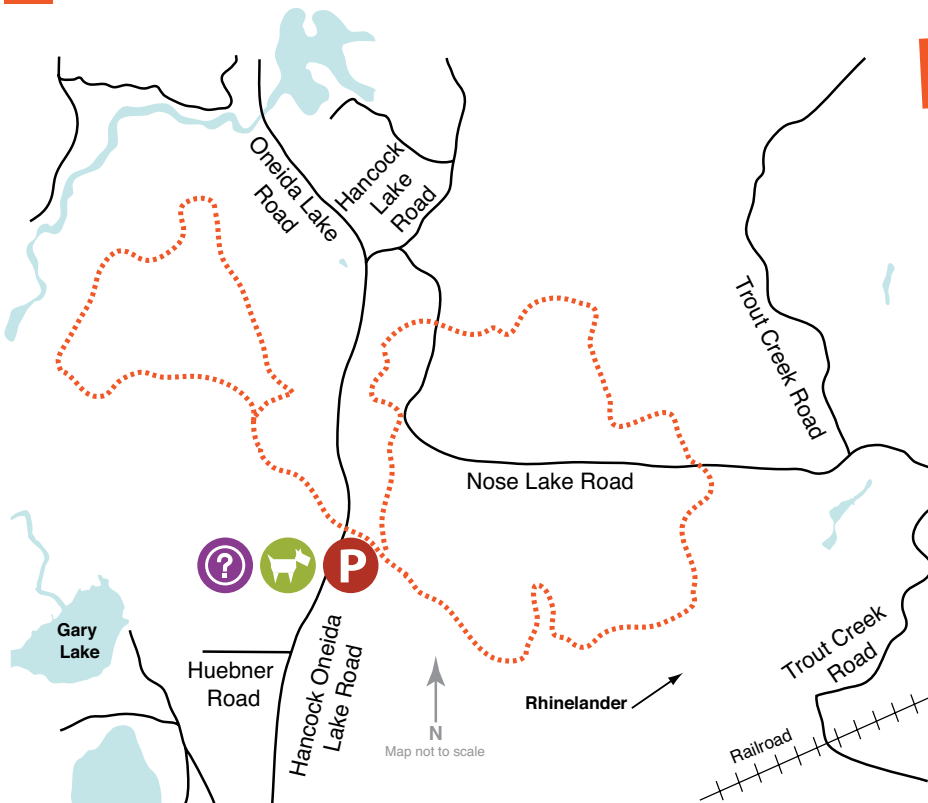 Oneida Lake
Road
Hancock
Lake
Road
Trout Creek Road
Nose Lake Road
?
P
Gary
Lake
Huebner
Road
Hancock Oneida
Lake Road
Trout Creek
Road
Rhinelander
N
Map not to scale
Railroad